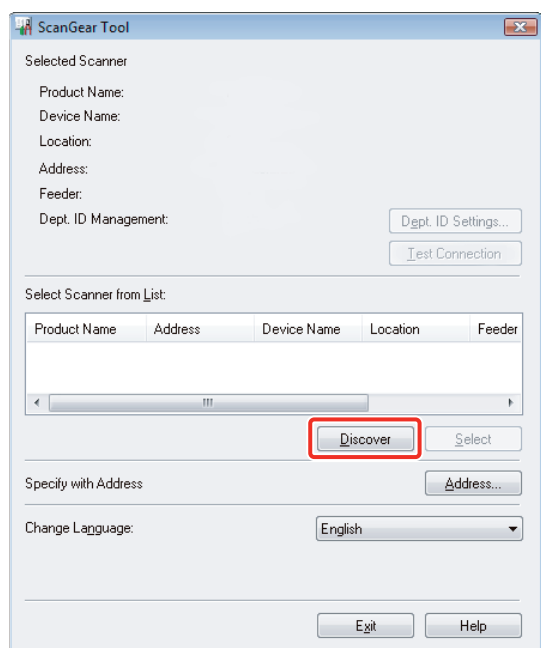 ScanGear Tool
Selected Scanner
Product Name:
Device Name:
Location:
Address:
Feeder:
Dept. ID Management:
Dept. ID Settings...
Test Connection
Select Scanner from List:
Product Name Address Device Name Location Feeder
Discover Select
Specify with Address Address...
Change Language: English
Exit Help